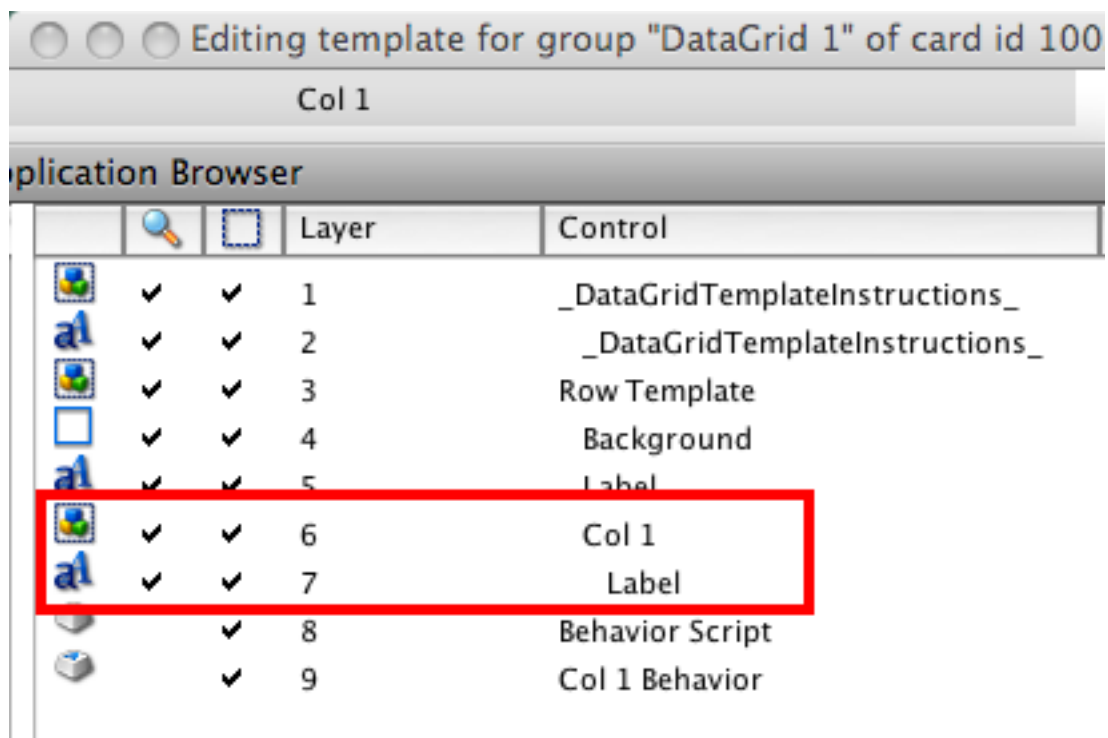 Editing template for group "DataGrid 1" of card id 100
Col 1
plication Browser
Layer Control
1 _DataGridTemplateInstructions_
2 _DataGridTemplateInstructions_
3 Row Template
4 Background
5 Label
6 Col 1
7 Label
8 Behavior Script
9 Col 1 Behavior